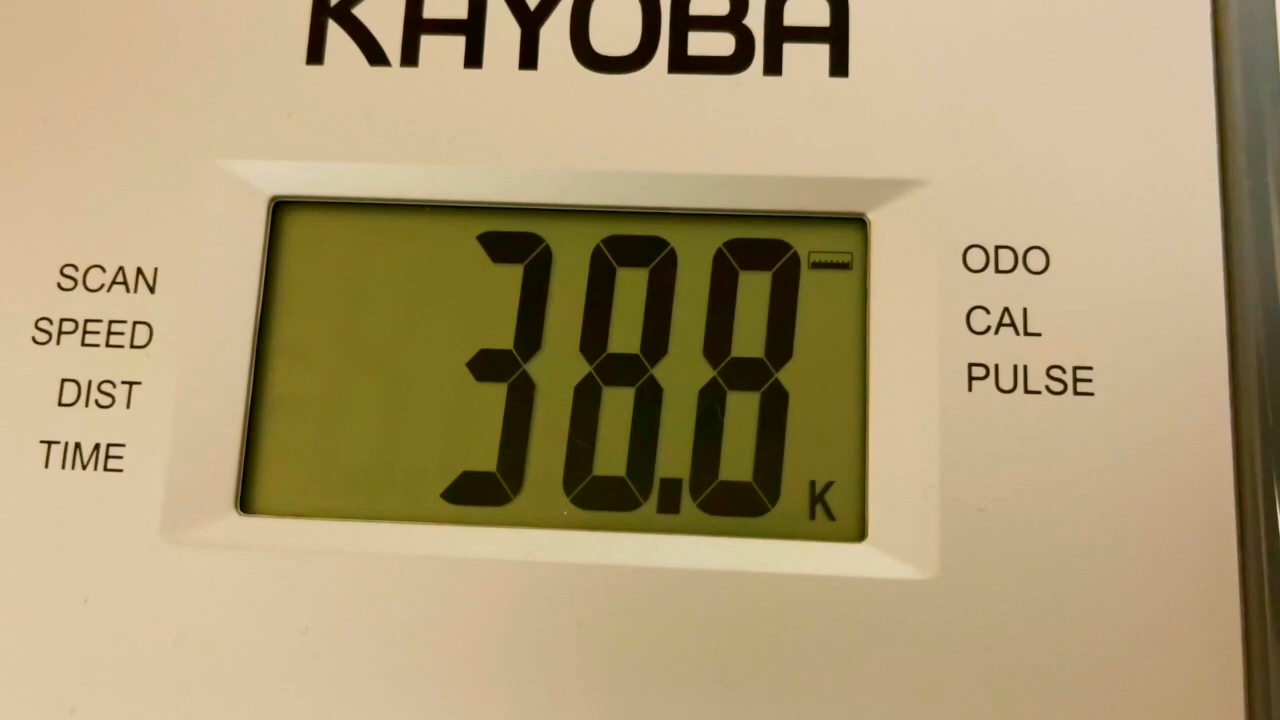 KAYOBA
SCAN
SPEED
DIST
TIME
38.8
K
ODO
CAL
PULSE